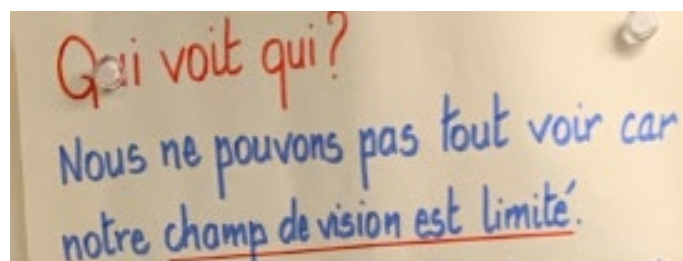 Qui voit qui?
Nous ne pouvons pas tout voir car
notre champ de vision est limité.